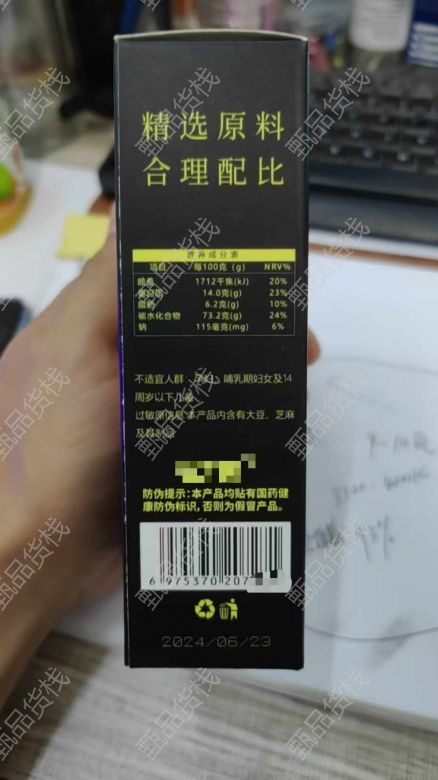 精选原料
合理配比
营养成分表
项目 每100克 (g) NRV%
能量 1712千焦(kJ) 20%
蛋白质 14.0克(g) 23%
脂肪 6.2克(g) 10%
碳水化合物 73.2克(g) 24%
钠 115毫克(mg) 6%
不适宜人群：孕妇、哺乳期妇女及14
周岁以下儿童
过敏原信息:本产品内含有大豆、芝麻
及其制品
防伪提示：本产品均贴有国药健
康防伪标识，否则为假冒产品。
6 975370 207
2024/06/23
甄品货栈